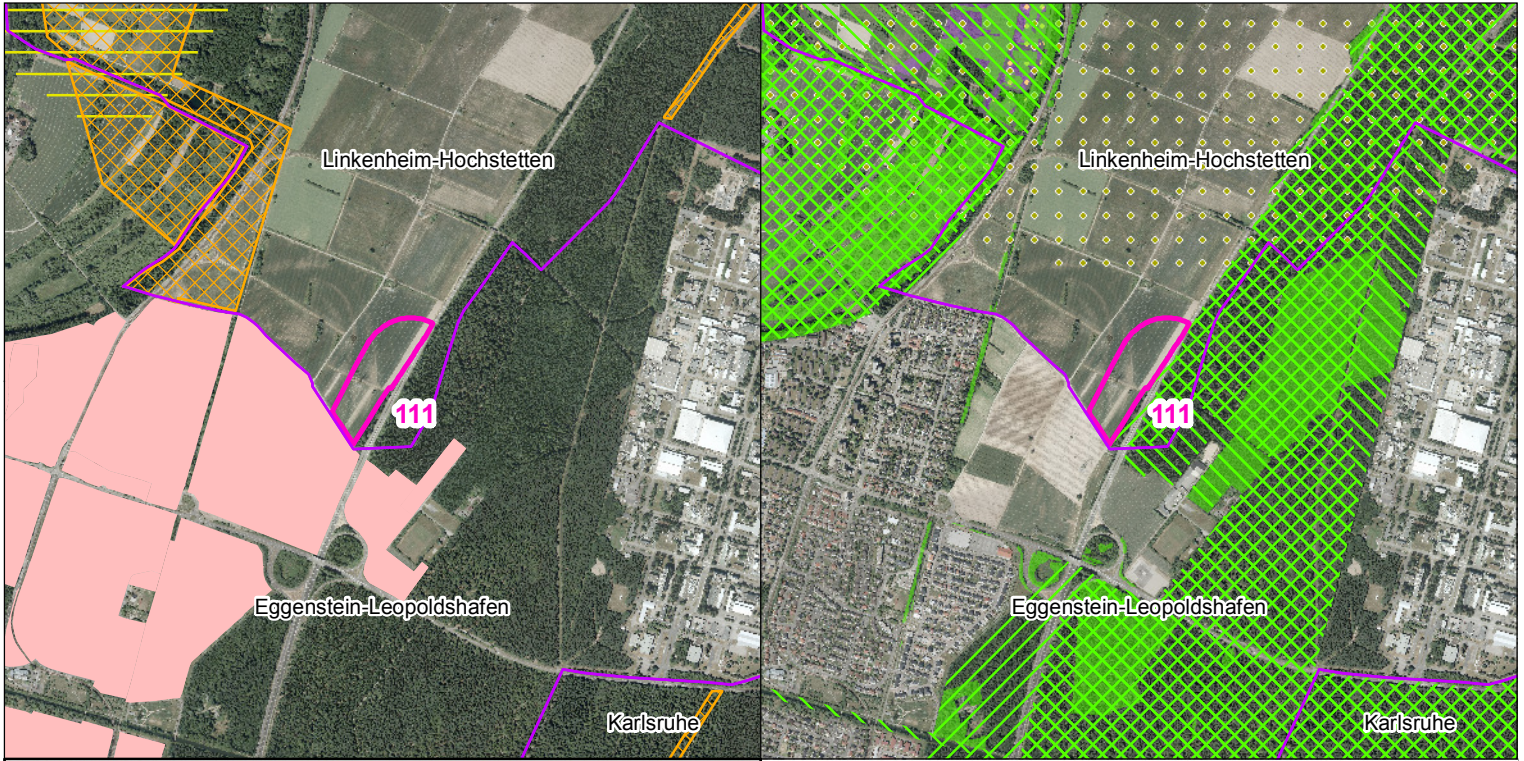 Linkenheim-Hochstetten
111
Eggenstein-Leopoldshafen
Karlsruhe
Linkenheim-Hochstetten
111
Eggenstein-Leopoldshafen
Karlsruhe